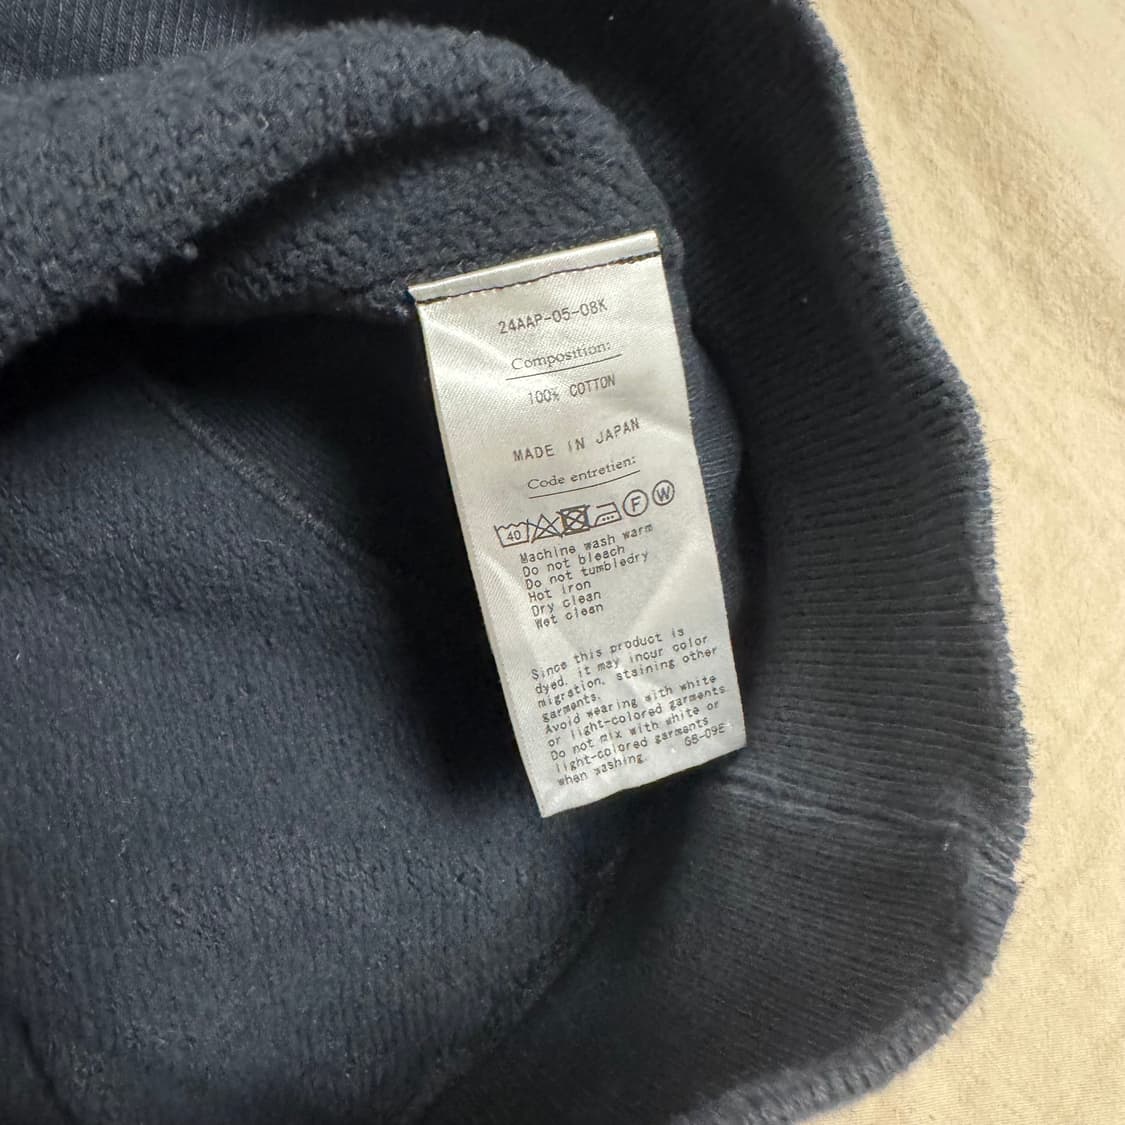 24AAP-05-08K
Composition:
100% COTTON
MADE IN JAPAN
Code entretien:
40 F W
Machine wash warm
Do not bleach
Do not tumbledry
Hot iron
Dry clean
Wet clean
Since this product is
dyed, it may incur color
migration, staining other
garments.
Avoid wearing with white
or light-colored garments.
Do not mix with white or
light-colored garments
when washing. GB-09E